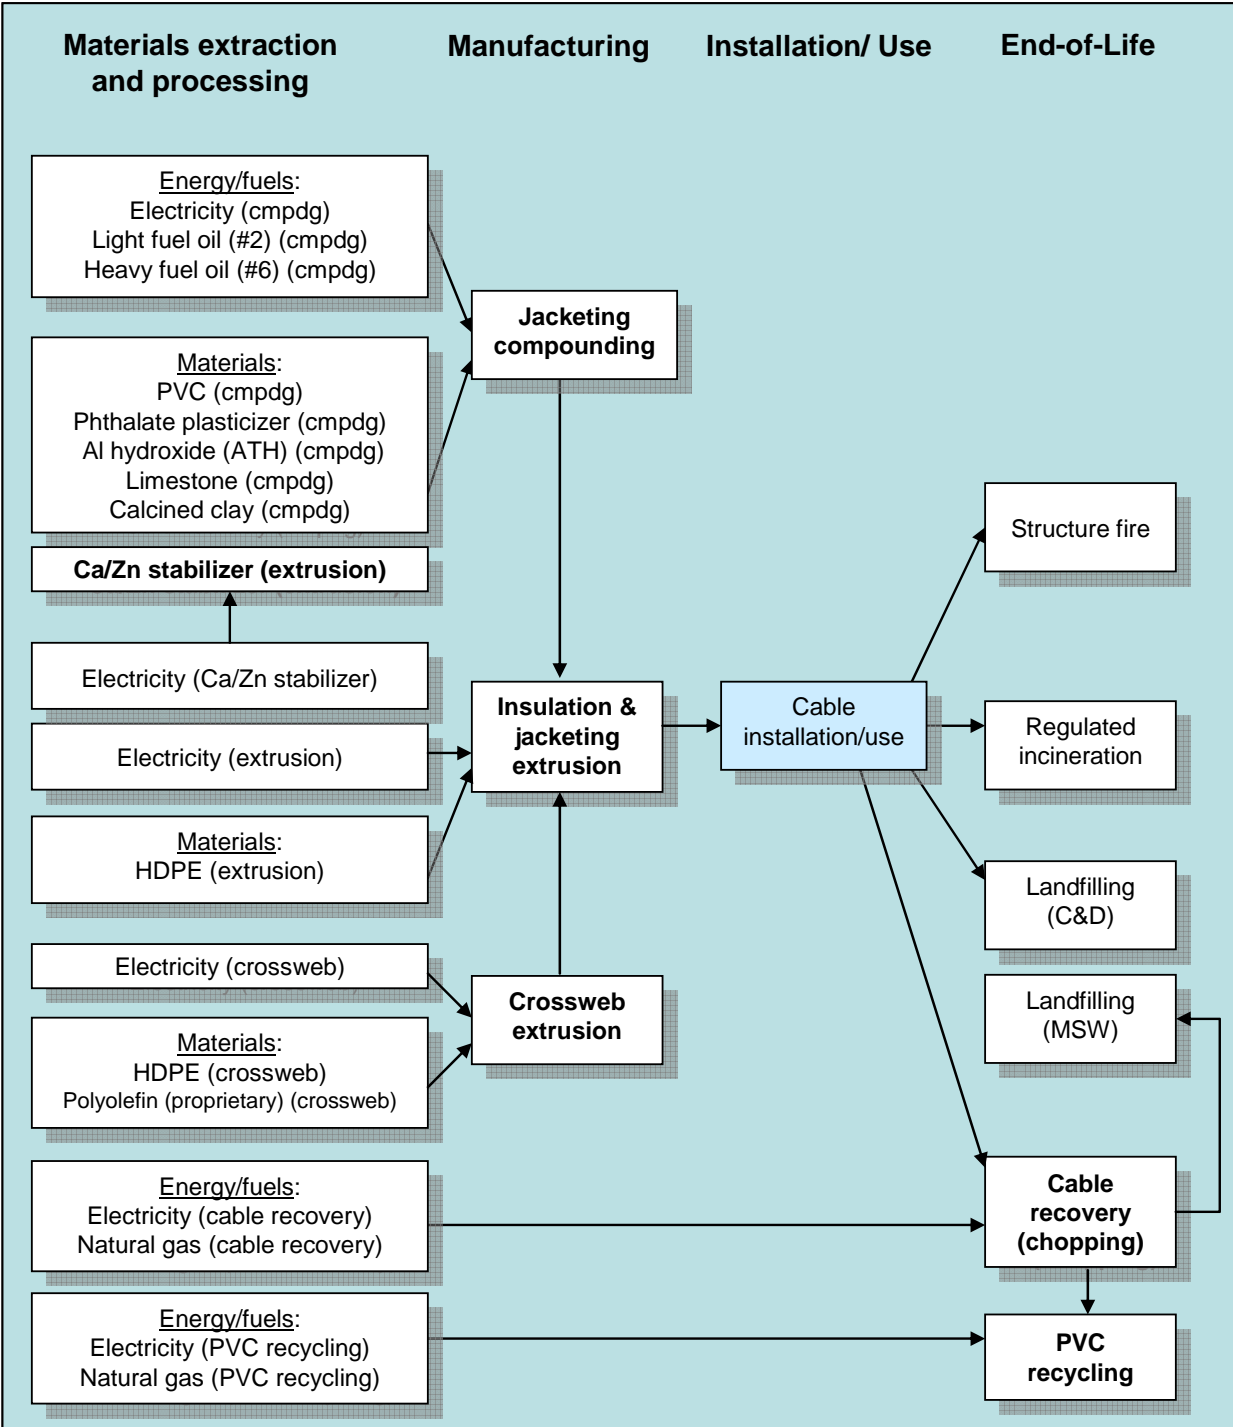 Materials extraction
and processing
Manufacturing
Installation/ Use
End-of-Life
Energy/fuels:
Electricity (cmpdg)
Light fuel oil (#2) (cmpdg)
Heavy fuel oil (#6) (cmpdg)
Jacketing
compounding
Materials:
PVC (cmpdg)
Phthalate plasticizer (cmpdg)
Al hydroxide (ATH) (cmpdg)
Limestone (cmpdg)
Calcined clay (cmpdg)
Ca/Zn stabilizer (extrusion)
Structure fire
Electricity (Ca/Zn stabilizer)
Electricity (extrusion)
Insulation &
jacketing
extrusion
Cable
installation/use
Regulated
incineration
Materials:
HDPE (extrusion)
Landfilling
(C&D)
Electricity (crossweb)
Crossweb
extrusion
Landfilling
(MSW)
Materials:
HDPE (crossweb)
Polyolefin (proprietary) (crossweb)
Energy/fuels:
Electricity (cable recovery)
Natural gas (cable recovery)
Cable
recovery
(chopping)
Energy/fuels:
Electricity (PVC recycling)
Natural gas (PVC recycling)
PVC
recycling